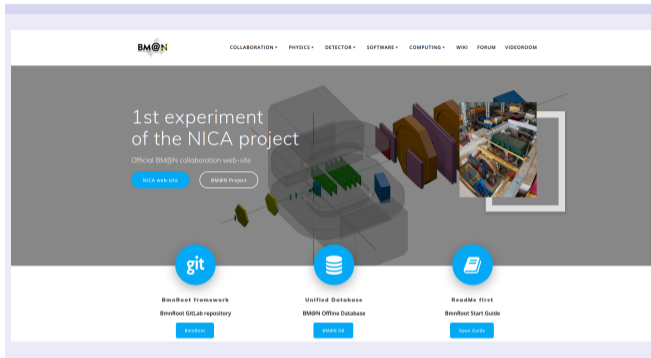 BM@N
COLLABORATION PHYSICS DETECTOR SOFTWARE COMPUTING WIKI FORUM VIDEOROOM
1st experiment
of the NICA project
Official BM@N collaboration web-site
NICA web-site BM@N Project
git
BmnRoot framework Unified Database ReadMe first
BmnRoot GitLab repository BM@N Offline Database BmnRoot Start Guide
BmnRoot BM@N DB Open Guide